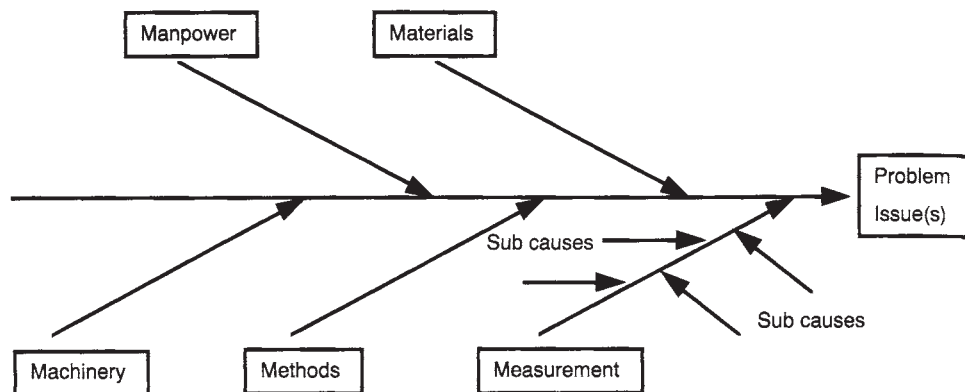 Manpower
Materials
Problem
Issue(s)
Sub causes
Sub causes
Machinery
Methods
Measurement